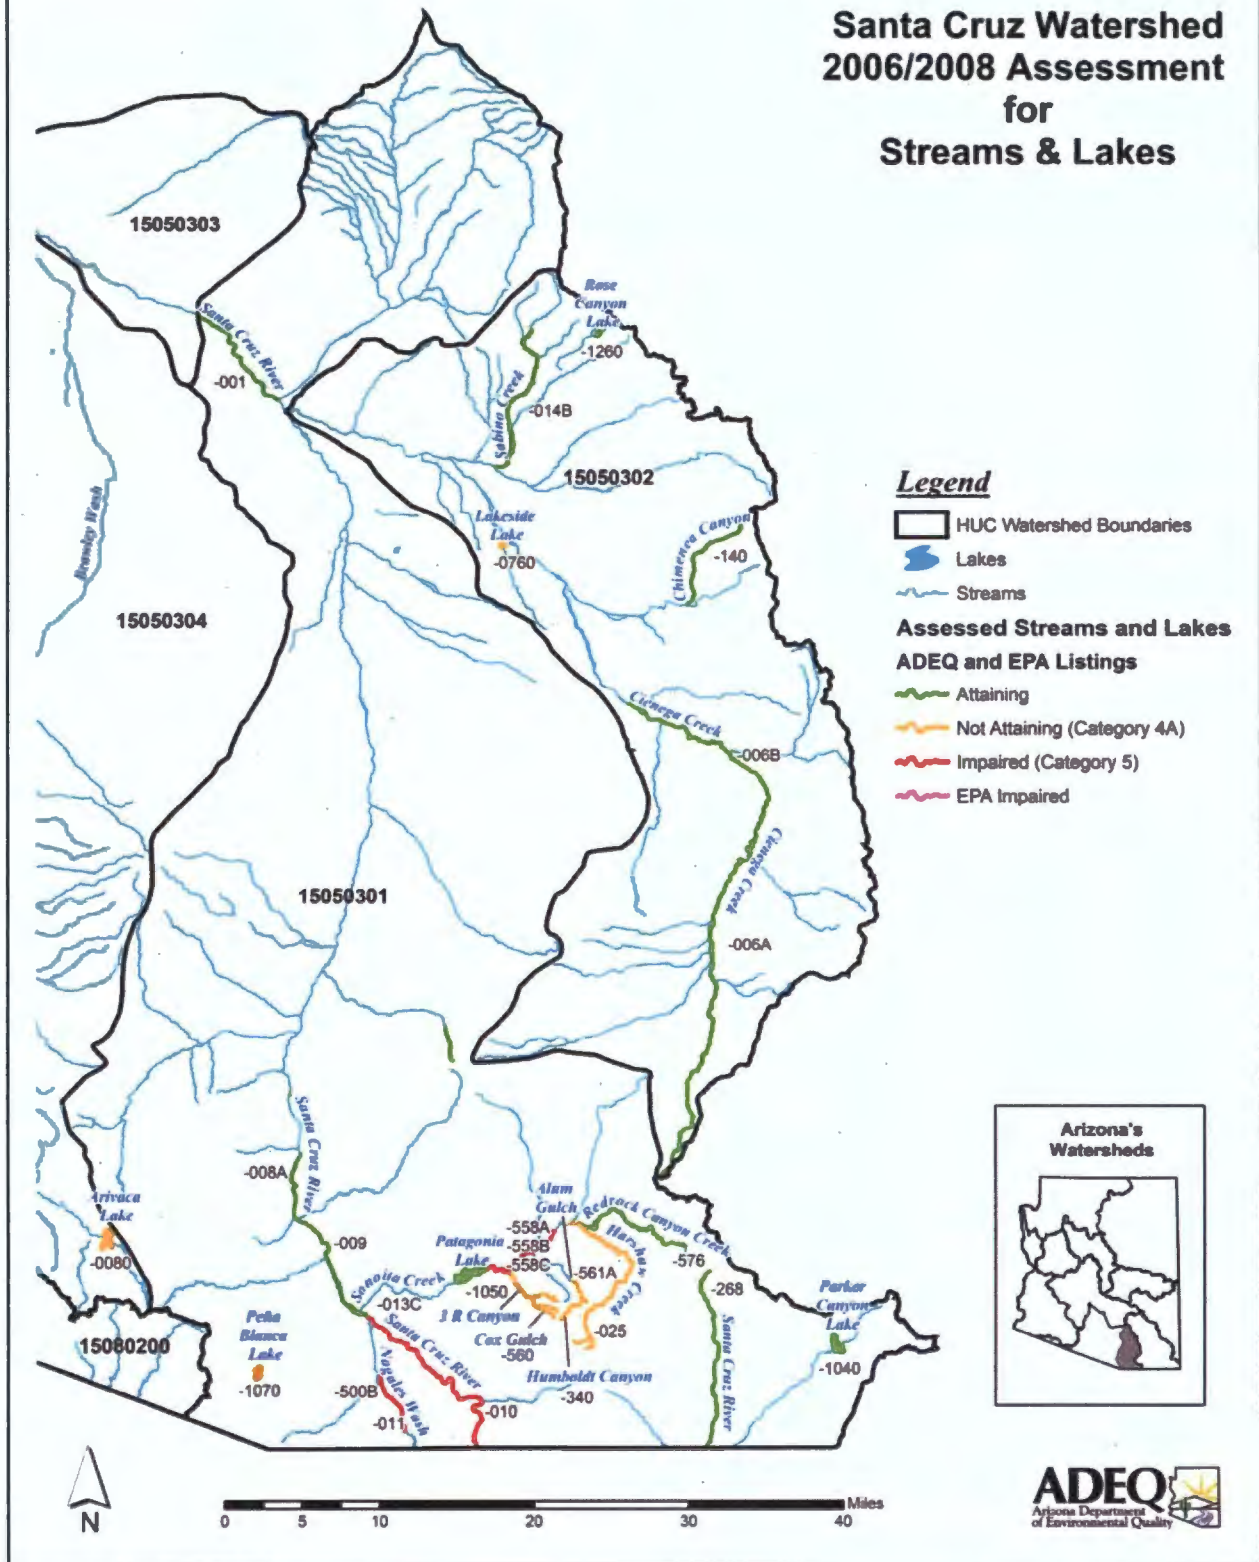 Santa Cruz Watershed
2006/2008 Assessment
for
Streams & Lakes
15050303
Rose
Canyon
Lake
-1260
Santa Cruz River
-001
Sabino Creek
-014B
15050302
Lakeside
Lake
-0760
Chimenea Canyon
-140
Brawley Wash
15050304
Cienega Creek
-006B
Cienega Creek
-006A
15050301
Legend
HUC Watershed Boundaries
Lakes
Streams
Assessed Streams and Lakes
ADEQ and EPA Listings
Attaining
Not Attaining (Category 4A)
Impaired (Category 5)
EPA Impaired
Santa Cruz River
-008A
Arivaca
Lake
-0080
-009
Alum
Gulch
-558A
-558B
-558C
-561A
Redrock Canyon Creek
-576
Harshaw Creek
-025
Patagonia
Lake
-1050
Sonoita Creek
-013C
3 R Canyon
Cox Gulch
-560
Humboldt Canyon
-340
-268
Santa Cruz River
Parker
Canyon
Lake
-1040
Peña
Blanca
Lake
-1070
15080200
Santa Cruz River
-010
Nogales Wash
-500B
-011
Arizona's
Watersheds
N
0 5 10 20 30 40 Miles
ADEQ
Arizona Department
of Environmental Quality